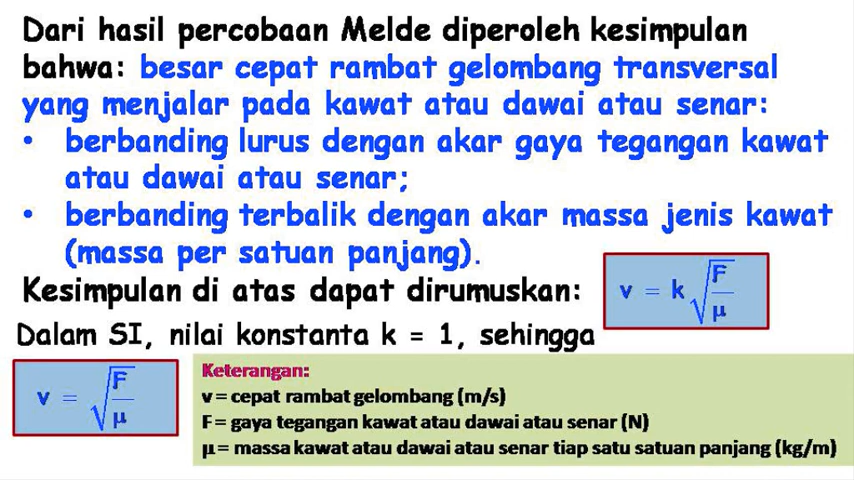 Dari hasil percobaan Melde diperoleh kesimpulan
bahwa: besar cepat rambat gelombang transversal
yang menjalar pada kawat atau dawai atau senar:
• berbanding lurus dengan akar gaya tegangan kawat
atau dawai atau senar;
• berbanding terbalik dengan akar massa jenis kawat
(massa per satuan panjang).
Kesimpulan di atas dapat dirumuskan: v = k √(F/μ)
Dalam SI, nilai konstanta k = 1, sehingga
v = √(F/μ)
Keterangan:
v = cepat rambat gelombang (m/s)
F = gaya tegangan kawat atau dawai atau senar (N)
μ = massa kawat atau dawai atau senar tiap satu satuan panjang (kg/m)